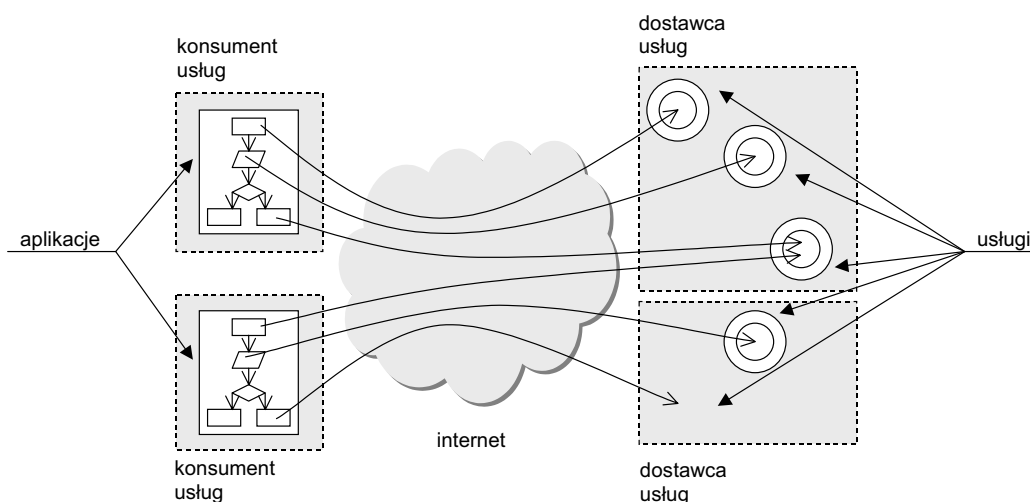 konsument
usług
dostawca
usług
aplikacje
usługi
internet
konsument
usług
dostawca
usług